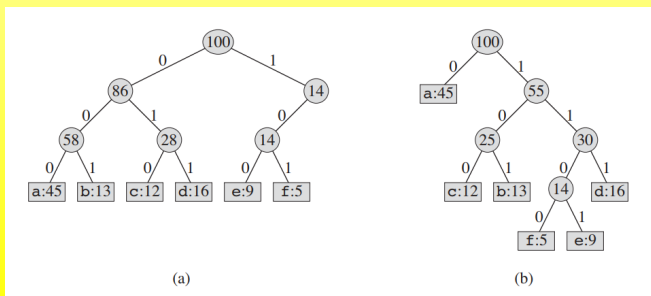 100 100
0 1 0 1
86 14 a:45 55
0 1 0 0 1
58 28 14 25 30
0 1 0 1 0 1 0 1 0 1
a:45 b:13 c:12 d:16 e:9 f:5 c:12 b:13 14 d:16
0 1
f:5 e:9
(a) (b)